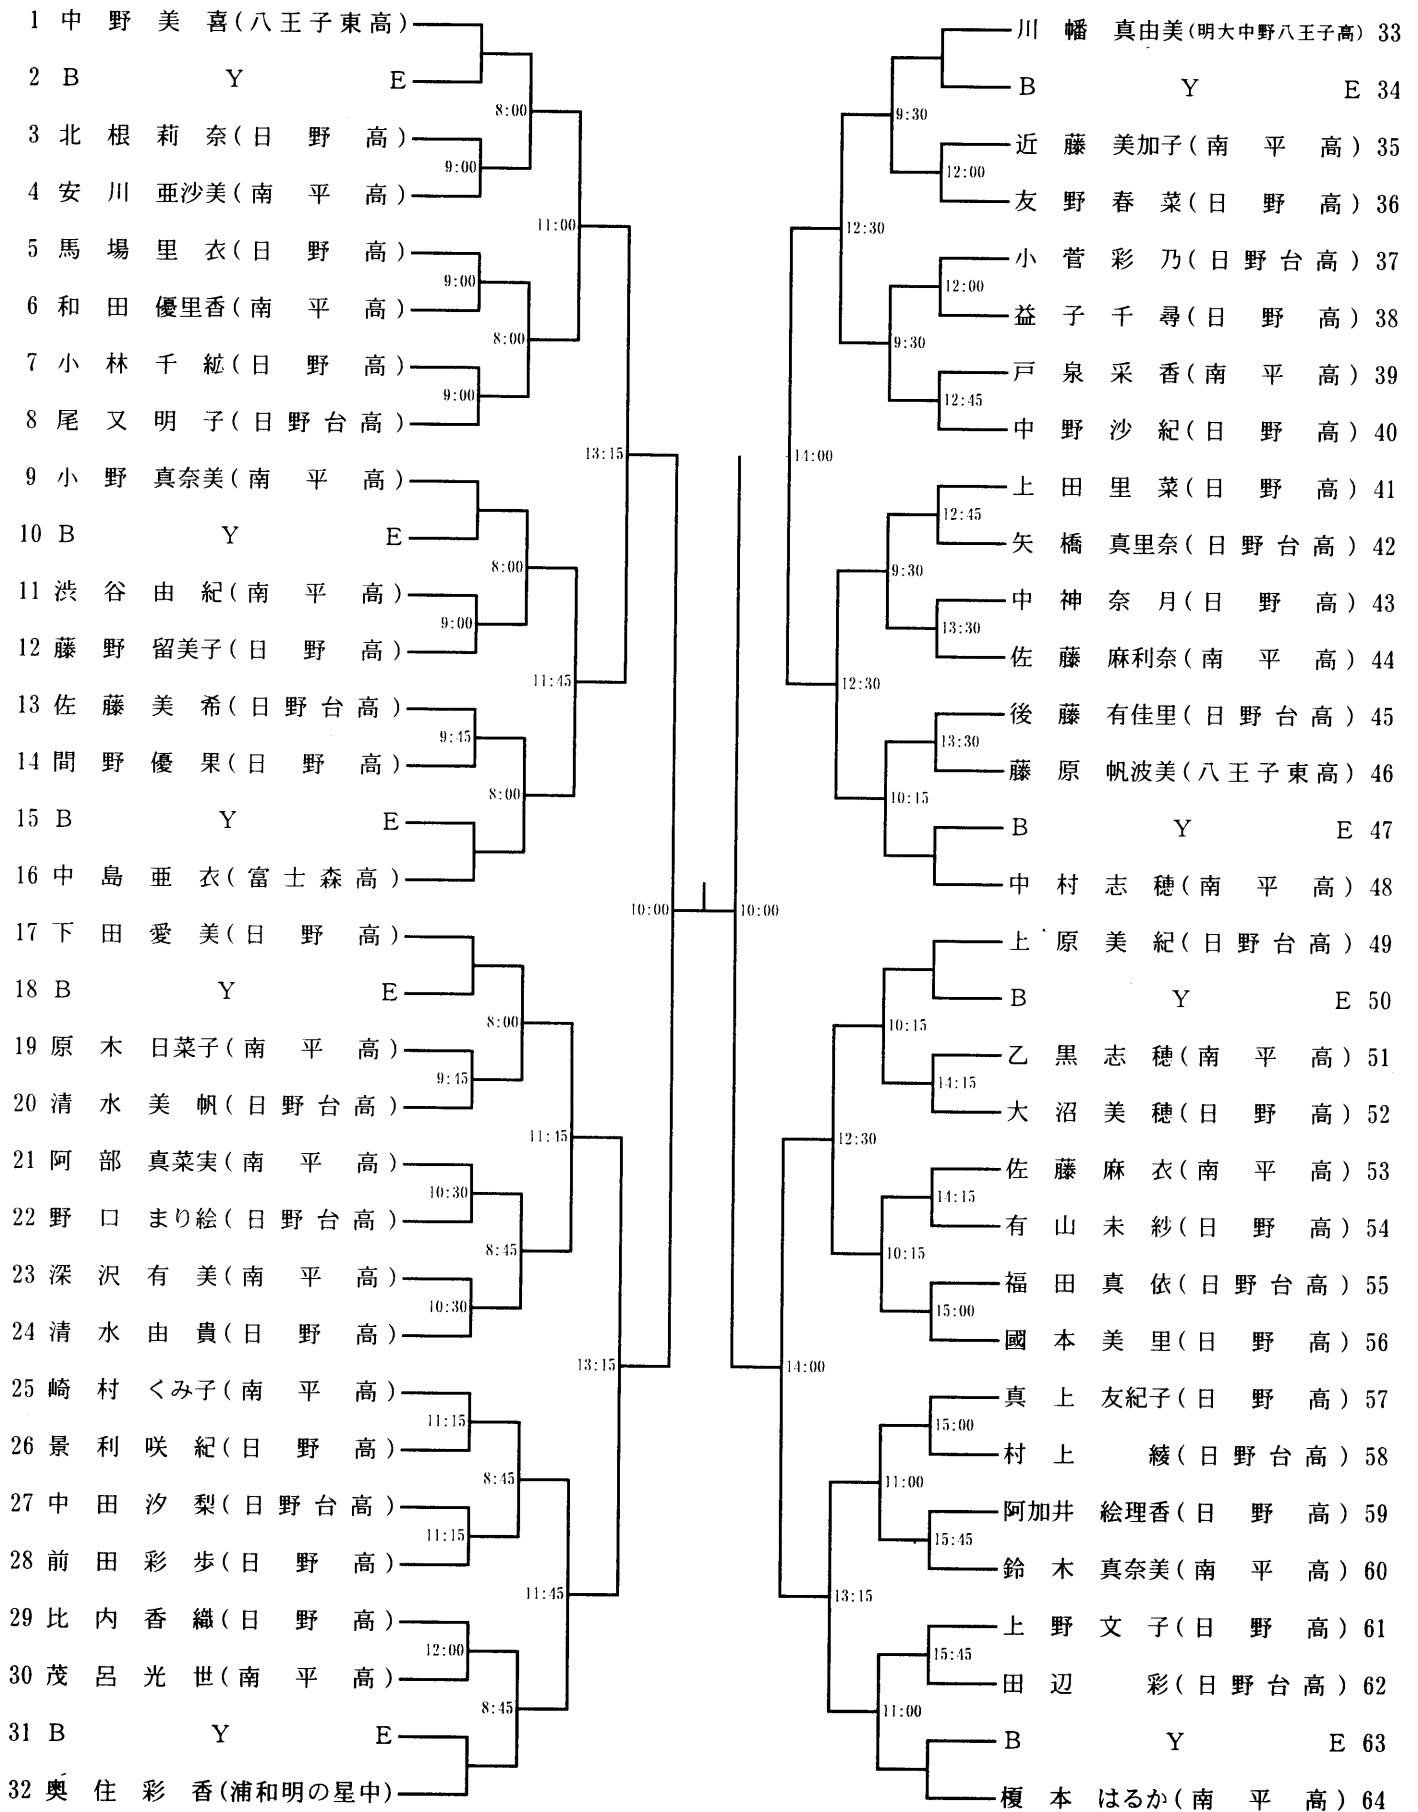 1 中野美喜(八王子東高)
2 BYE
8:00
3 北根莉奈(日野高)
9:00
4 安川亜沙美(南平高)
11:00
5 馬場里衣(日野高)
9:00
6 和田優里香(南平高)
8:00
7 小林千紘(日野高)
9:00
8 尾又明子(日野台高)
13:15
9 小野真奈美(南平高)
10 BYE
8:00
11 渋谷由紀(南平高)
9:00
12 藤野留美子(日野高)
11:45
13 佐藤美希(日野台高)
9:45
14 間野優果(日野高)
8:00
15 BYE
16 中島亜衣(富士森高)
10:00
17 下田愛美(日野高)
18 BYE
8:00
19 原木日菜子(南平高)
9:45
20 清水美帆(日野台高)
11:45
21 阿部真菜実(南平高)
10:30
22 野口まり絵(日野台高)
8:45
23 深沢有美(南平高)
10:30
24 清水由貴(日野高)
13:15
25 崎村くみ子(南平高)
11:15
26 景利咲紀(日野高)
8:45
27 中田汐梨(日野台高)
11:15
28 前田彩歩(日野高)
11:45
29 比内香織(日野高)
12:00
30 茂呂光世(南平高)
8:45
31 BYE
32 奥住彩香(浦和明の星中)
川幡真由美(明大中野八王子高) 33
BYE 34
9:30
近藤美加子(南平高) 35
12:00
友野春菜(日野高) 36
12:30
小菅彩乃(日野台高) 37
12:00
益子千尋(日野高) 38
9:30
戸泉采香(南平高) 39
12:45
中野沙紀(日野高) 40
14:00
上田里菜(日野高) 41
12:45
矢橋真里奈(日野台高) 42
9:30
中神奈月(日野高) 43
13:30
佐藤麻利奈(南平高) 44
12:30
後藤有佳里(日野台高) 45
13:30
藤原帆波美(八王子東高) 46
10:15
BYE 47
中村志穂(南平高) 48
10:00
上原美紀(日野台高) 49
BYE 50
10:15
乙黒志穂(南平高) 51
14:15
大沼美穂(日野高) 52
12:30
佐藤麻衣(南平高) 53
14:15
有山未紗(日野高) 54
10:15
福田真依(日野台高) 55
15:00
國本美里(日野高) 56
14:00
真上友紀子(日野高) 57
15:00
村上綾(日野台高) 58
11:00
阿加井絵理香(日野高) 59
15:45
鈴木真奈美(南平高) 60
13:15
上野文子(日野高) 61
15:45
田辺彩(日野台高) 62
11:00
BYE 63
榎本はるか(南平高) 64